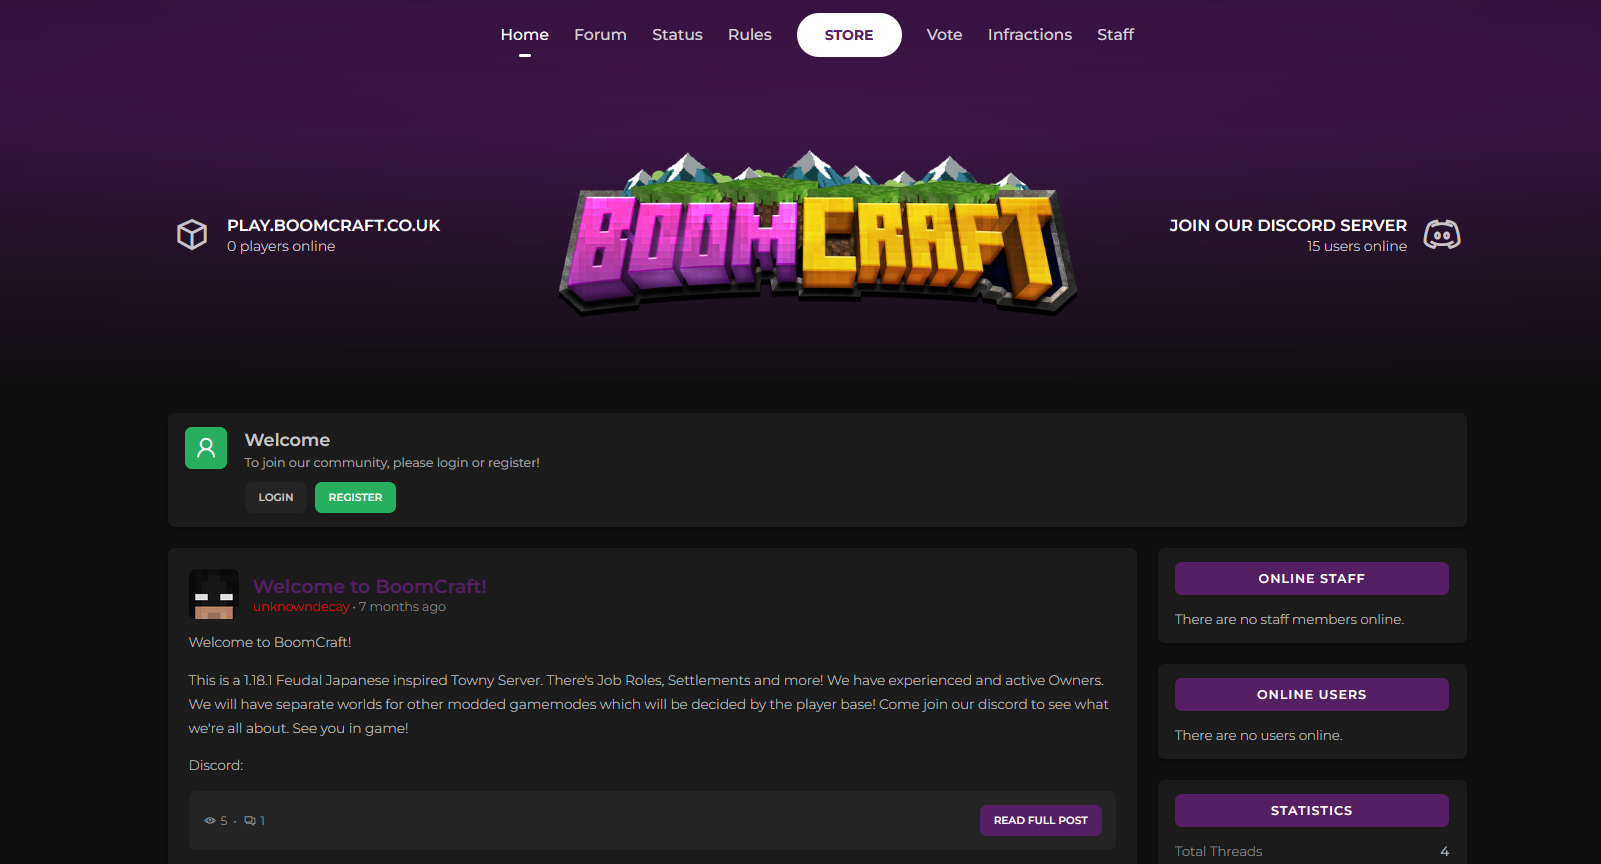 Home Forum Status Rules STORE Vote Infractions Staff
BOOMCRAFT
PLAY.BOOMCRAFT.CO.UK
0 players online
JOIN OUR DISCORD SERVER
15 users online
Welcome
To join our community, please login or register!
LOGIN REGISTER
Welcome to BoomCraft!
unknowndecay • 7 months ago
Welcome to BoomCraft!
This is a 1.18.1 Feudal Japanese inspired Towny Server. There's Job Roles, Settlements and more! We have experienced and active Owners.
We will have separate worlds for other modded gamemodes which will be decided by the player base! Come join our discord to see what
we're all about. See you in game!
Discord:
5 · 1
READ FULL POST
ONLINE STAFF
There are no staff members online.
ONLINE USERS
There are no users online.
STATISTICS
Total Threads 4